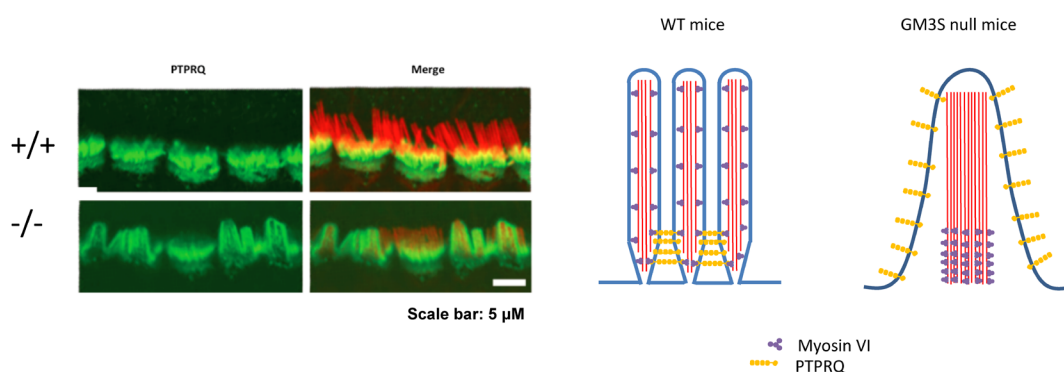 PTPRQ
Merge
+/+
-/-
Scale bar: 5 µM
WT mice
GM3S null mice
Myosin VI
PTPRQ